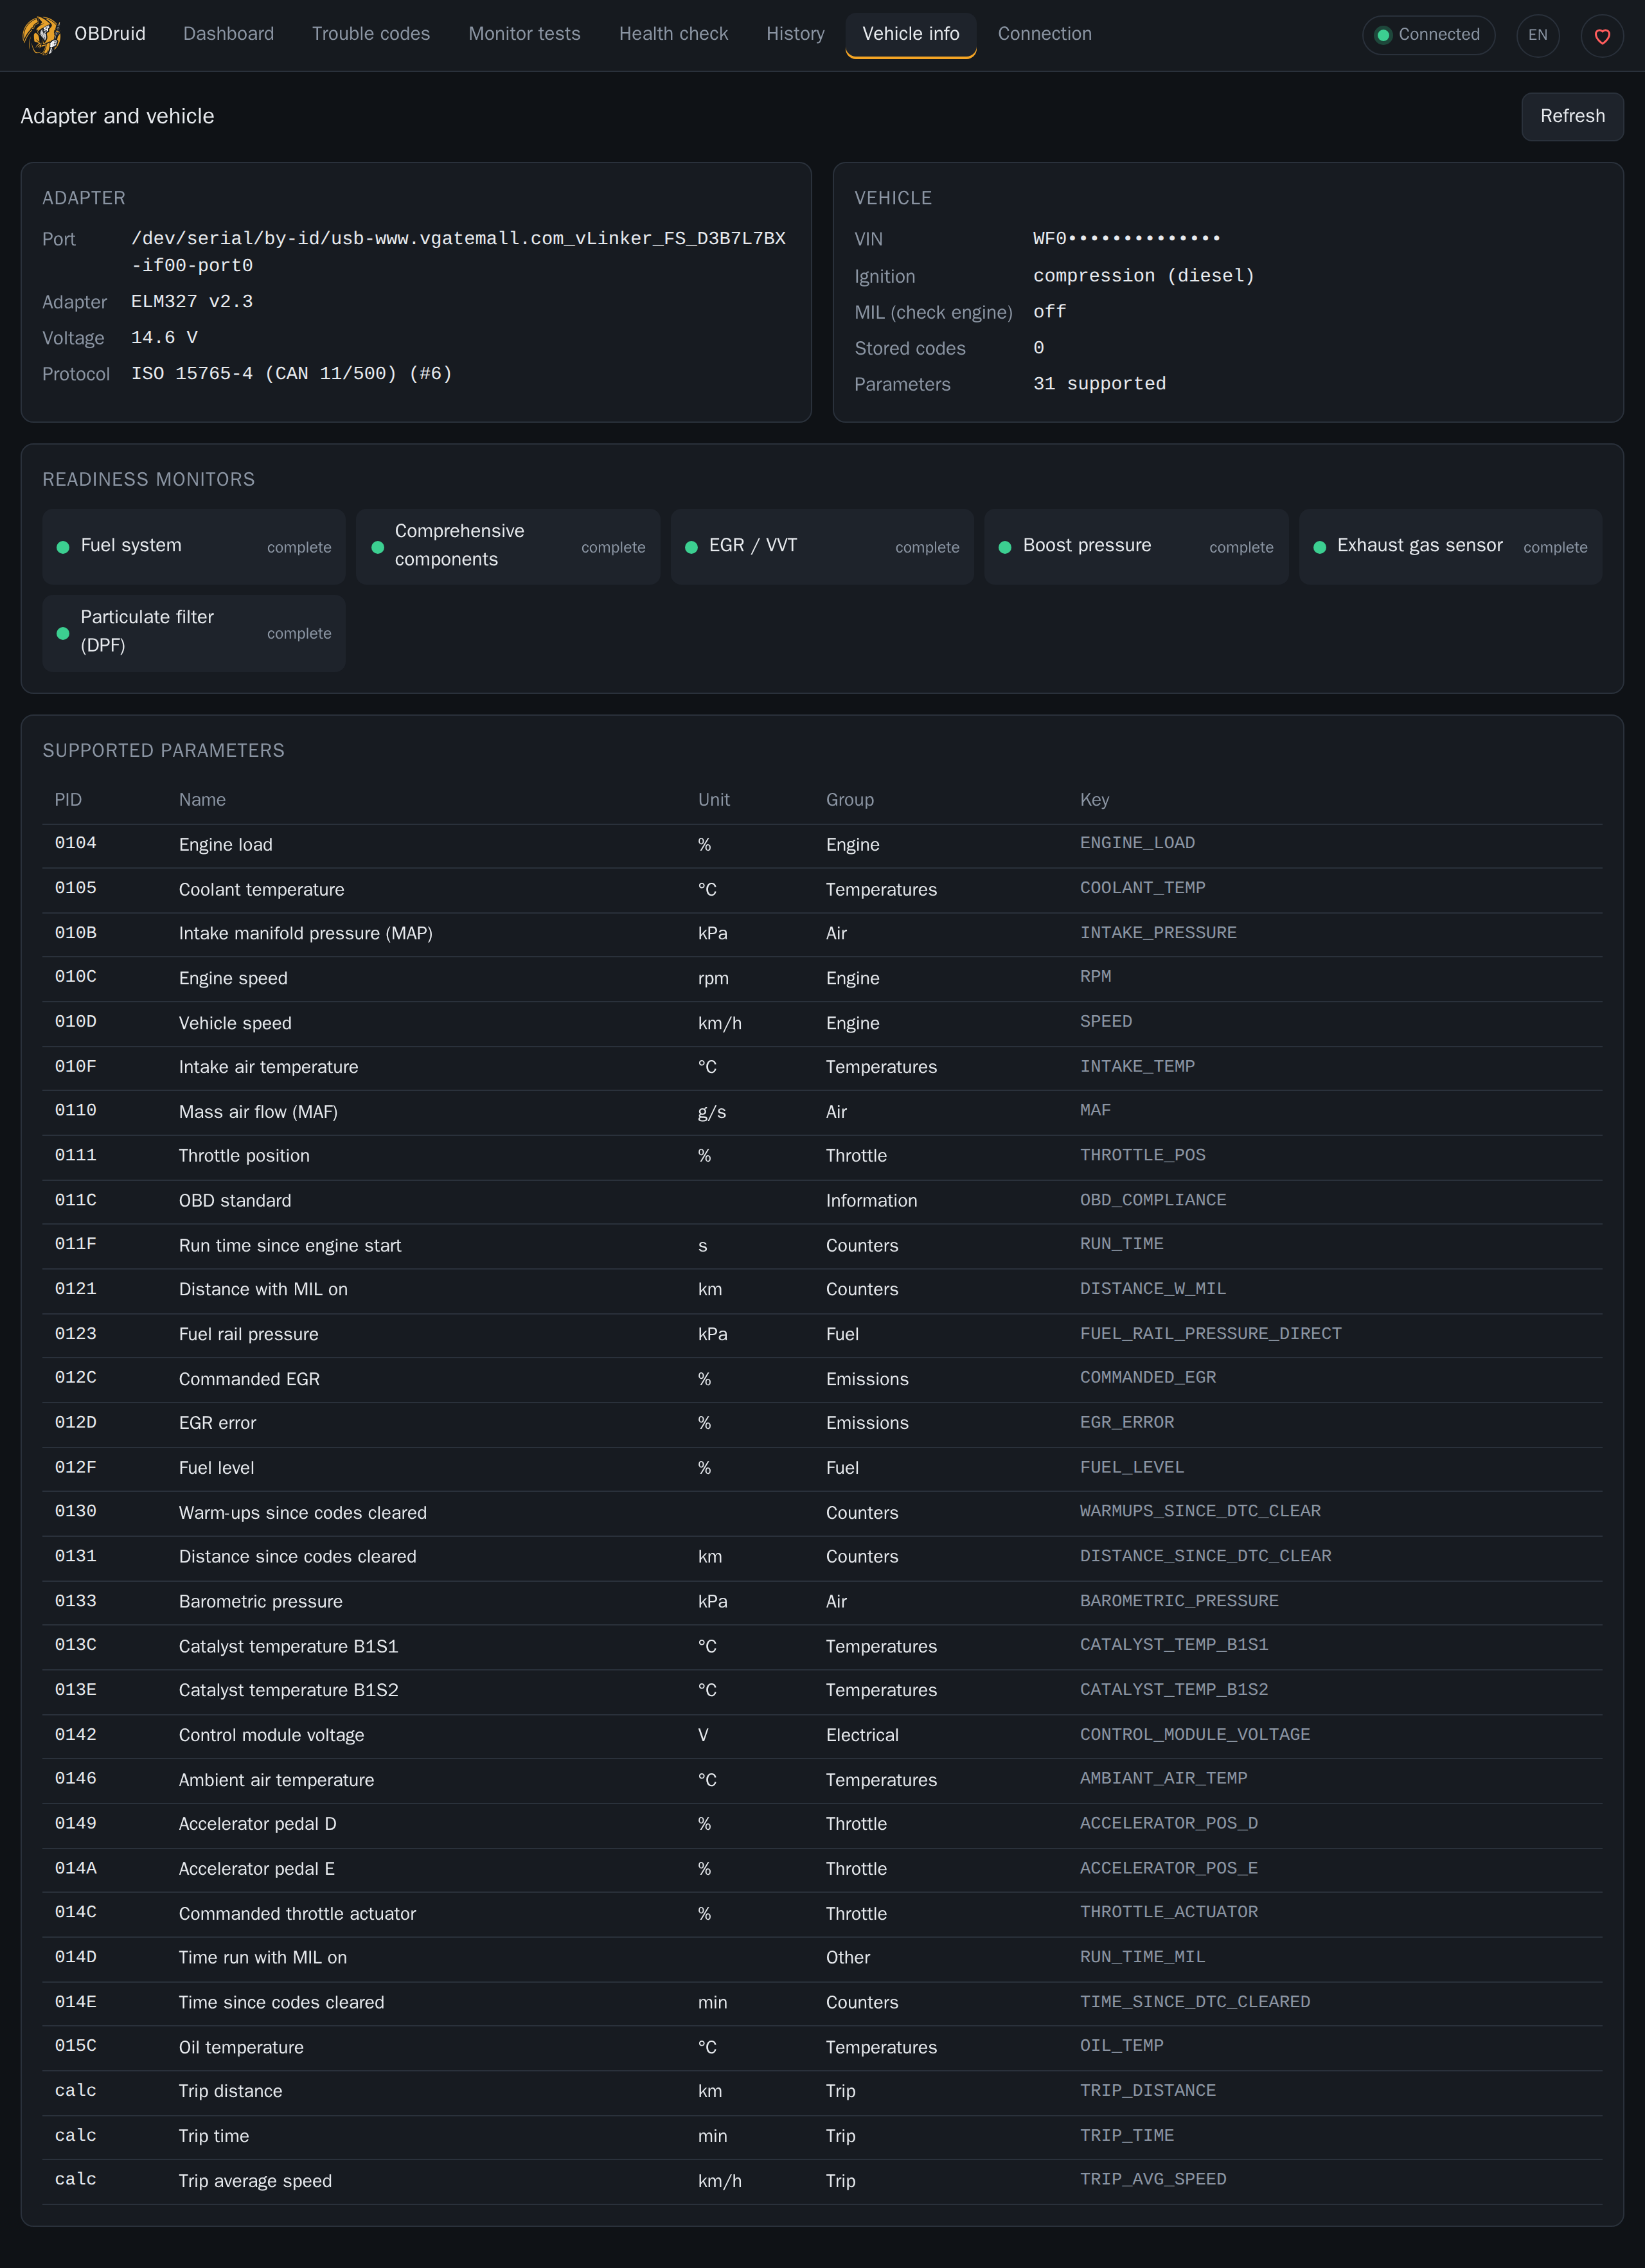 OBDruid Dashboard Trouble codes Monitor tests Health check History Vehicle info Connection Connected EN
Adapter and vehicle Refresh
ADAPTER
Port /dev/serial/by-id/usb-www.vgatemall.com_vLinker_FS_D3B7L7BX
-if00-port0
Adapter ELM327 v2.3
Voltage 14.6 V
Protocol ISO 15765-4 (CAN 11/500) (#6)
VEHICLE
VIN WF0••••••••••••••
Ignition compression (diesel)
MIL (check engine) off
Stored codes 0
Parameters 31 supported
READINESS MONITORS
Fuel system complete
Comprehensive
components complete
EGR / VVT complete
Boost pressure complete
Exhaust gas sensor complete
Particulate filter
(DPF) complete
SUPPORTED PARAMETERS
PID Name Unit Group Key
0104 Engine load % Engine ENGINE_LOAD
0105 Coolant temperature °C Temperatures COOLANT_TEMP
010B Intake manifold pressure (MAP) kPa Air INTAKE_PRESSURE
010C Engine speed rpm Engine RPM
010D Vehicle speed km/h Engine SPEED
010F Intake air temperature °C Temperatures INTAKE_TEMP
0110 Mass air flow (MAF) g/s Air MAF
0111 Throttle position % Throttle THROTTLE_POS
011C OBD standard Information OBD_COMPLIANCE
011F Run time since engine start s Counters RUN_TIME
0121 Distance with MIL on km Counters DISTANCE_W_MIL
0123 Fuel rail pressure kPa Fuel FUEL_RAIL_PRESSURE_DIRECT
012C Commanded EGR % Emissions COMMANDED_EGR
012D EGR error % Emissions EGR_ERROR
012F Fuel level % Fuel FUEL_LEVEL
0130 Warm-ups since codes cleared Counters WARMUPS_SINCE_DTC_CLEAR
0131 Distance since codes cleared km Counters DISTANCE_SINCE_DTC_CLEAR
0133 Barometric pressure kPa Air BAROMETRIC_PRESSURE
013C Catalyst temperature B1S1 °C Temperatures CATALYST_TEMP_B1S1
013E Catalyst temperature B1S2 °C Temperatures CATALYST_TEMP_B1S2
0142 Control module voltage V Electrical CONTROL_MODULE_VOLTAGE
0146 Ambient air temperature °C Temperatures AMBIANT_AIR_TEMP
0149 Accelerator pedal D % Throttle ACCELERATOR_POS_D
014A Accelerator pedal E % Throttle ACCELERATOR_POS_E
014C Commanded throttle actuator % Throttle THROTTLE_ACTUATOR
014D Time run with MIL on Other RUN_TIME_MIL
014E Time since codes cleared min Counters TIME_SINCE_DTC_CLEARED
015C Oil temperature °C Temperatures OIL_TEMP
calc Trip distance km Trip TRIP_DISTANCE
calc Trip time min Trip TRIP_TIME
calc Trip average speed km/h Trip TRIP_AVG_SPEED